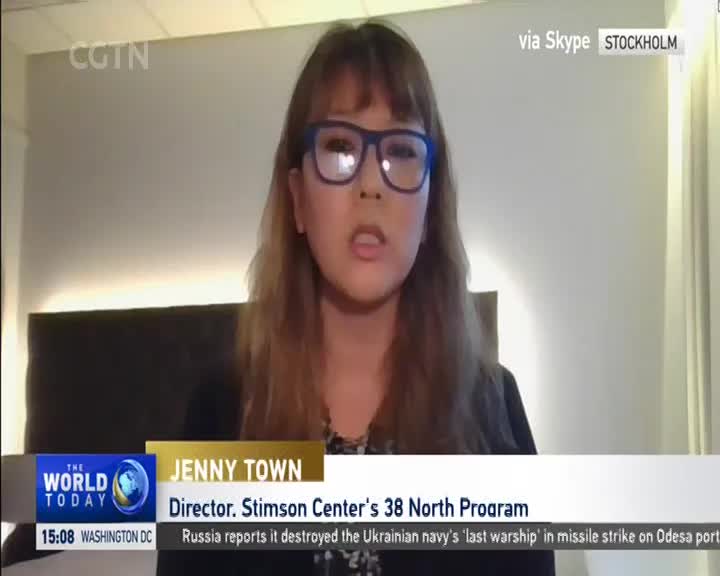 CGTN
via Skype STOCKHOLM
JENNY TOWN
THE WORLD TODAY
Director, Stimson Center's 38 North Program
15:08 WASHINGTON DC
Russia reports it destroyed the Ukrainian navy's 'last warship' in missile strike on Odesa port